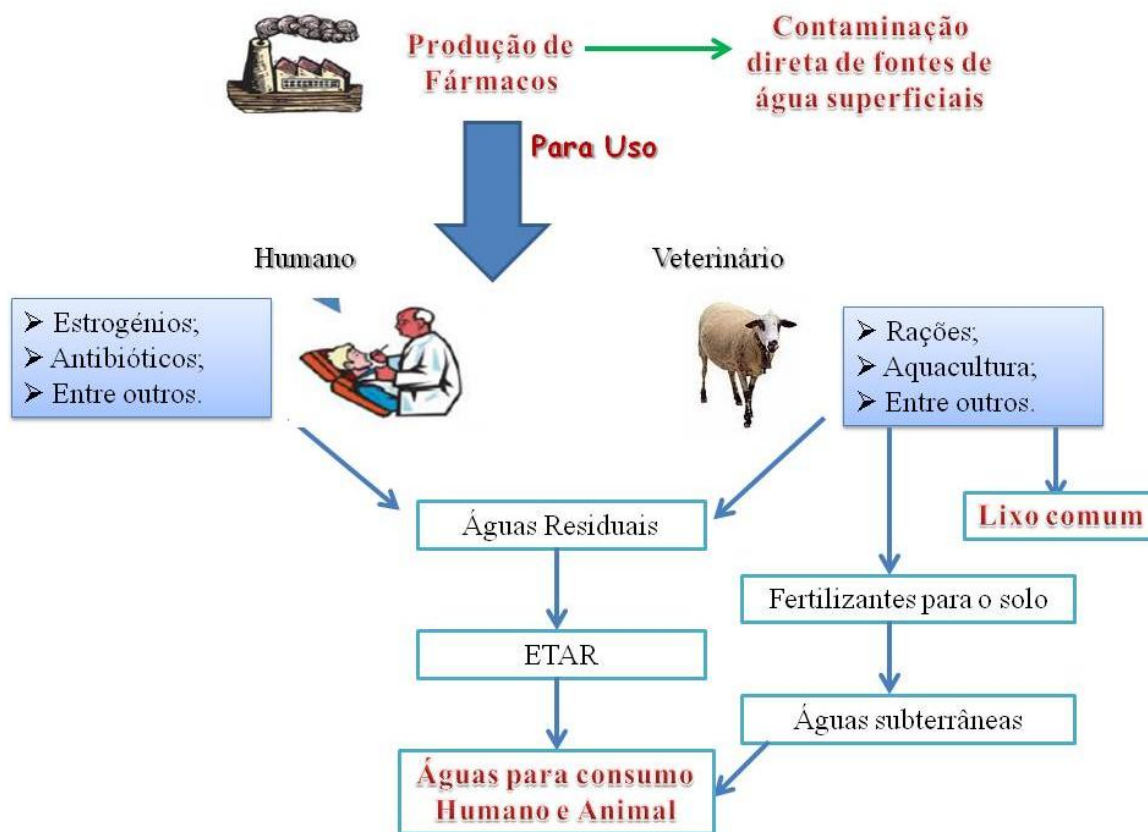 Produção de
Fármacos
Contaminação
direta de fontes de
água superficiais
Para Uso
Humano
Veterinário
➢ Estrogénios;
➢ Antibióticos;
➢ Entre outros.
➢ Rações;
➢ Aquacultura;
➢ Entre outros.
Águas Residuais
Lixo comum
Fertilizantes para o solo
ETAR
Águas subterrâneas
Águas para consumo
Humano e Animal